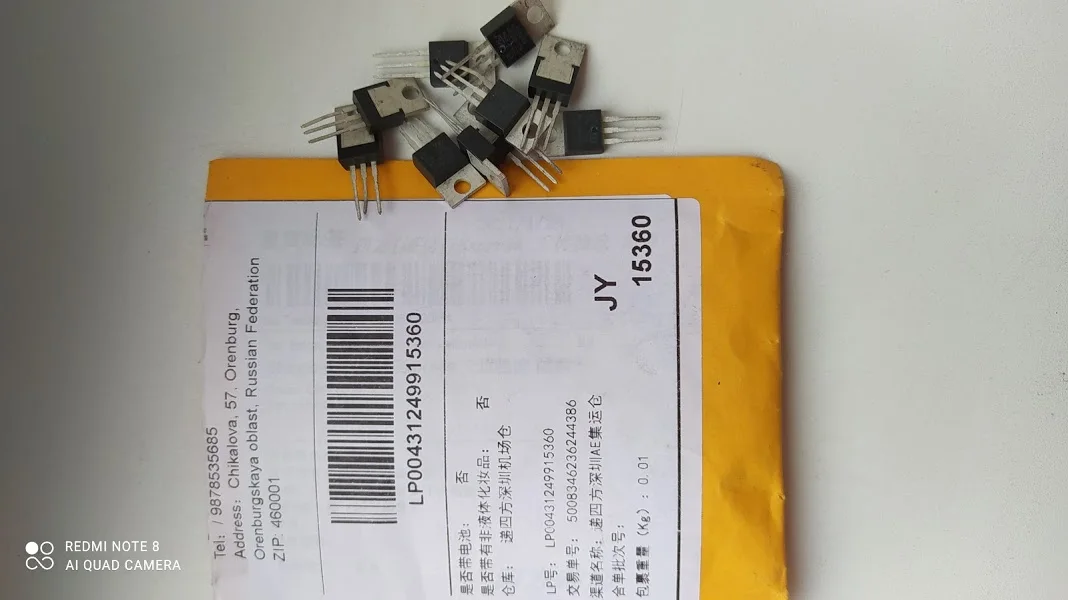 Tel: / 9878535685
Address: Chikalova, 57, Orenburg,
Orenburgskaya oblast, Russian Federation
ZIP: 460001
LP00431249915360
是否带电池: 否
是否带有非液体化妆品: 否
仓库: 递四方深圳机场仓
JY
15360
LP号: LP00431249915360
交易单号: 5008346236244386
渠道名称: 递四方深圳AE集运仓
合单批次号:
包裹重量 (Kg) : 0.01
REDMI NOTE 8
AI QUAD CAMERA